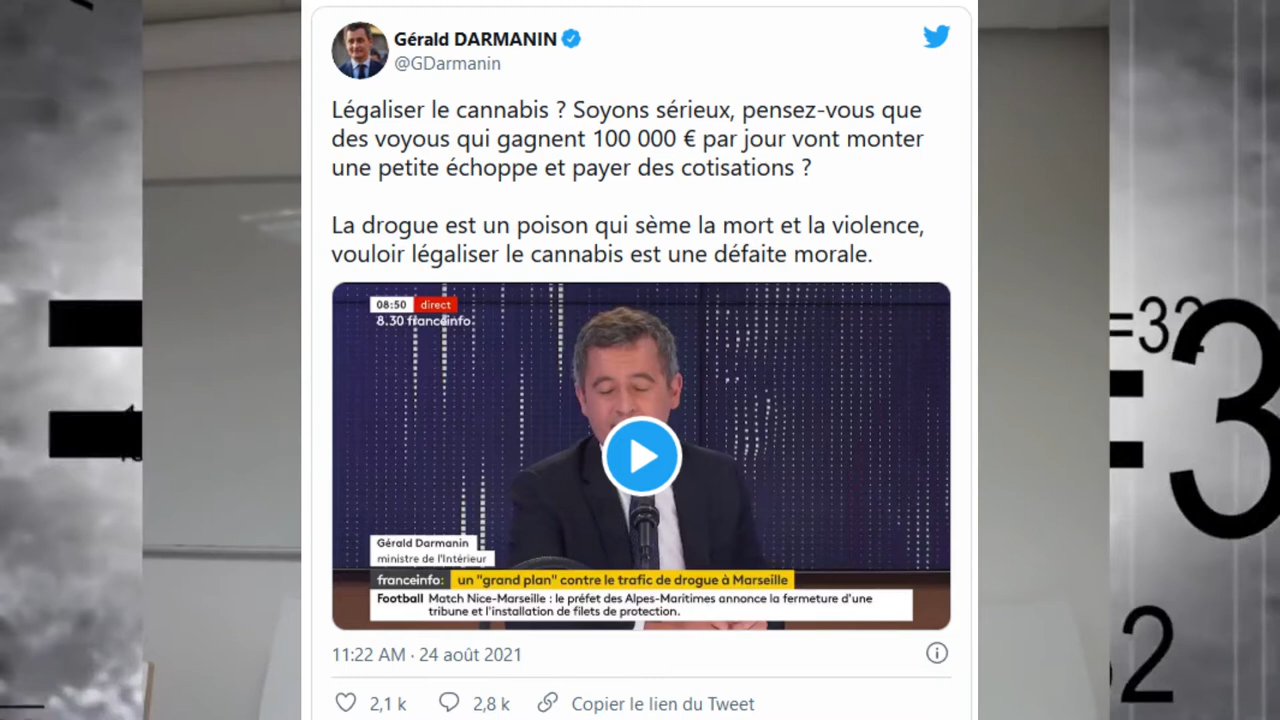 Gérald DARMANIN
@GDarmanin
Légaliser le cannabis ? Soyons sérieux, pensez-vous que
des voyous qui gagnent 100 000 € par jour vont monter
une petite échoppe et payer des cotisations ?
La drogue est un poison qui sème la mort et la violence,
vouloir légaliser le cannabis est une défaite morale.
08:50 direct
8.30 franceinfo
Gérald Darmanin
ministre de l'Intérieur
franceinfo: un "grand plan" contre le trafic de drogue à Marseille
Football Match Nice-Marseille : le préfet des Alpes-Maritimes annonce la fermeture d'une
tribune et l'installation de filets de protection.
11:22 AM · 24 août 2021
2,1 k 2,8 k Copier le lien du Tweet
=32
=3
2